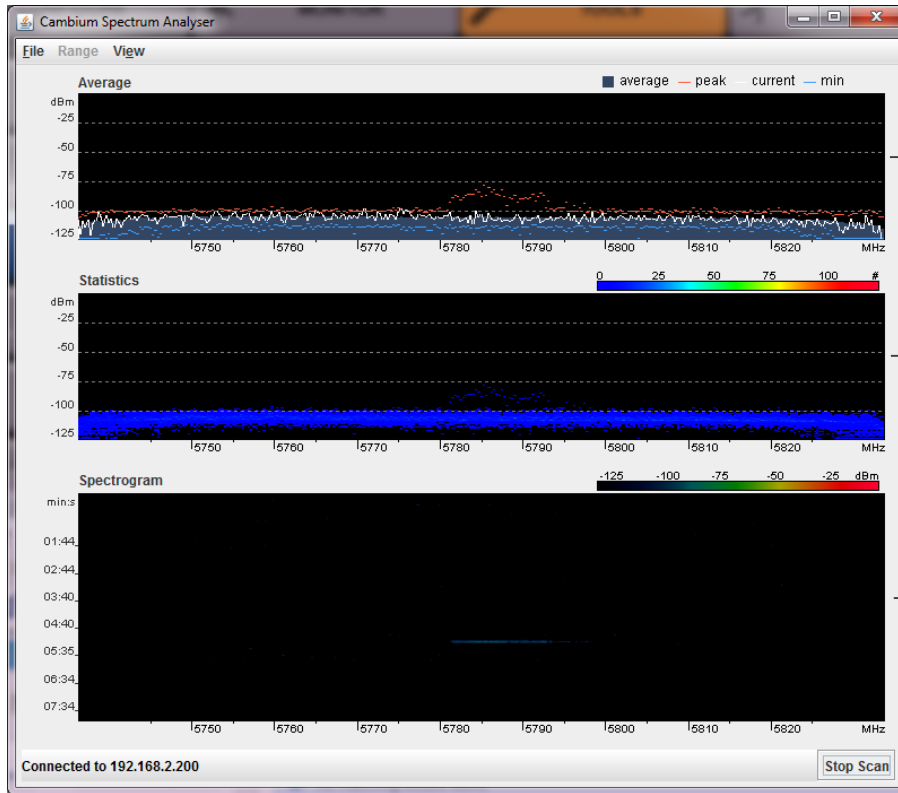 Cambium Spectrum Analyser
File Range View
Average
average peak current min
dBm
-25
-50
-75
-100
-125
5750 5760 5770 5780 5790 5800 5810 5820 MHz
Statistics
0 25 50 75 100 #
dBm
-25
-50
-75
-100
-125
5750 5760 5770 5780 5790 5800 5810 5820 MHz
Spectrogram
-125 -100 -75 -50 -25 dBm
min:s
01:44
02:44
03:40
04:40
05:35
06:34
07:34
5750 5760 5770 5780 5790 5800 5810 5820 MHz
Connected to 192.168.2.200
Stop Scan